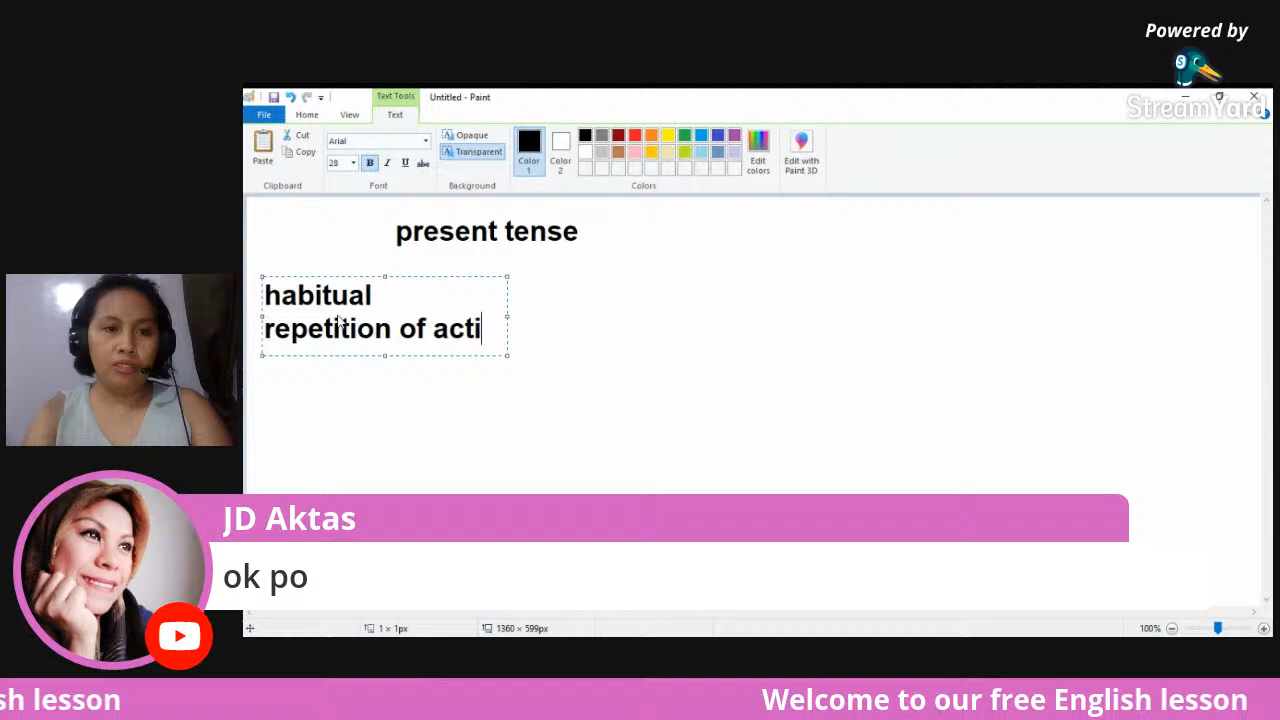 Powered by
StreamYard
Text Tools
Untitled - Paint
File
Home
View
Text
Paste
Cut
Copy
Clipboard
Arial
28
B
I
U
abc
Font
Opaque
Transparent
Background
Color
1
Color
2
Edit
colors
Edit with
Paint 3D
Colors
present tense
habitual
repetition of acti
JD Aktas
ok po
1 × 1px
1360 × 599px
100%
sh lesson
Welcome to our free English lesson